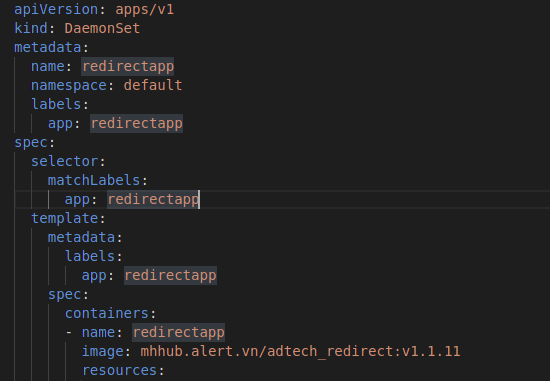 apiVersion: apps/v1
kind: DaemonSet
metadata:
  name: redirectapp
  namespace: default
  labels:
    app: redirectapp
spec:
  selector:
    matchLabels:
      app: redirectapp
  template:
    metadata:
      labels:
        app: redirectapp
    spec:
      containers:
      - name: redirectapp
        image: mhhub.alert.vn/adtech_redirect:v1.1.11
        resources: